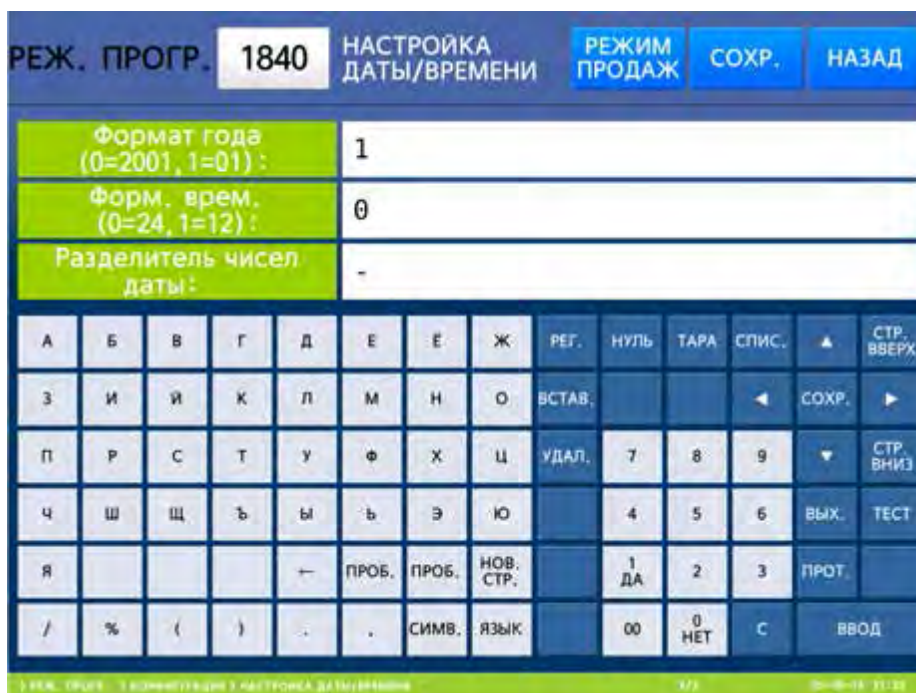 РЕЖ. ПРОГР. 1840 НАСТРОЙКА ДАТЫ/ВРЕМЕНИ РЕЖИМ ПРОДАЖ СОХР. НАЗАД
Формат года
(0=2001, 1=01) : 1
Форм. врем.
(0=24, 1=12) : 0
Разделитель чисел
даты: -
А Б В Г Д Е Ё Ж РЕГ. НУЛЬ ТАРА СПИС. ▲ СТР. ВВЕРХ
З И Й К Л М Н О ВСТАВ. ◄ СОХР. ►
П Р С Т У Ф Х Ц УДАЛ. 7 8 9 ▼ СТР. ВНИЗ
Ч Ш Щ Ъ Ы Ь Э Ю 4 5 6 ВЫХ. ТЕСТ
Я ← ПРОБ. ПРОБ. НОВ. СТР. 1 ДА 2 3 ПРОТ.
/ % ( ) . , СИМВ. ЯЗЫК 00 0 НЕТ С ВВОД
НАСТРОЙКА ДАТЫ/ВРЕМЕНИ